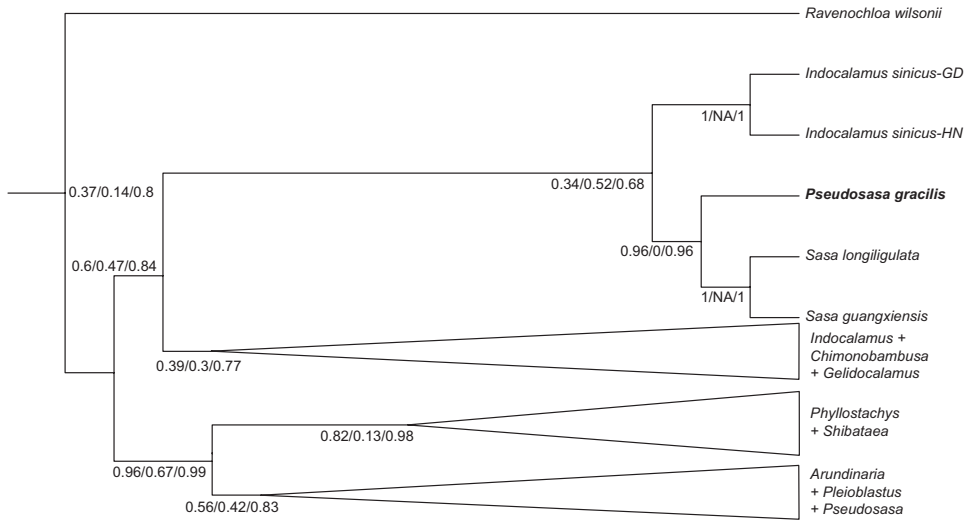 Ravenochloa wilsonii
Indocalamus sinicus-GD
1/NA/1
Indocalamus sinicus-HN
0.37/0.14/0.8
0.34/0.52/0.68
Pseudosasa gracilis
0.96/0/0.96
Sasa longiligulata
0.6/0.47/0.84
1/NA/1
Sasa guangxiensis
Indocalamus +
Chimonobambusa
+ Gelidocalamus
0.39/0.3/0.77
Phyllostachys
+ Shibataea
0.82/0.13/0.98
0.96/0.67/0.99
Arundinaria
+ Pleioblastus
+ Pseudosasa
0.56/0.42/0.83